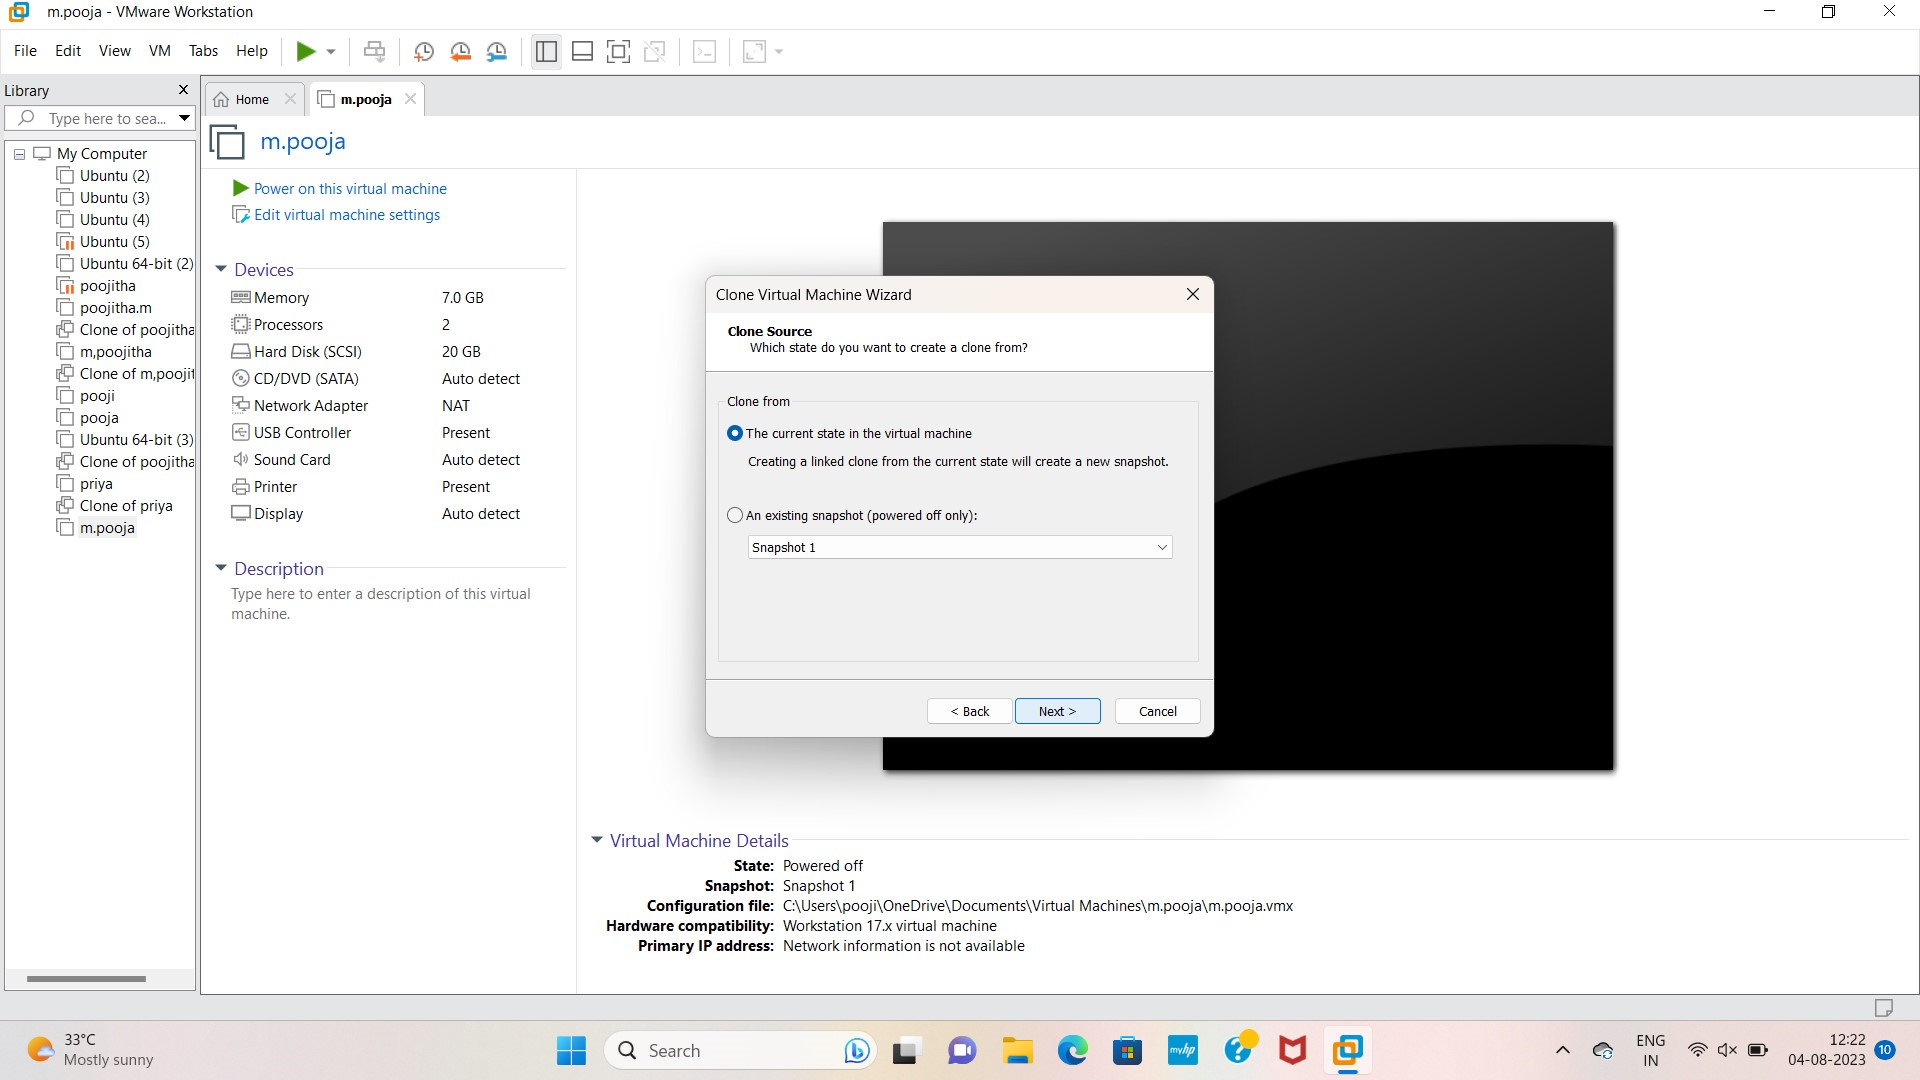 m.pooja - VMware Workstation
File Edit View VM Tabs Help
Library
Type here to sea...
My Computer
Ubuntu (2)
Ubuntu (3)
Ubuntu (4)
Ubuntu (5)
Ubuntu 64-bit (2)
poojitha
poojitha.m
Clone of poojitha
m,poojitha
Clone of m,poojit
pooji
pooja
Ubuntu 64-bit (3)
Clone of poojitha
priya
Clone of priya
m.pooja
Home m.pooja
m.pooja
Power on this virtual machine
Edit virtual machine settings
Devices
Memory 7.0 GB
Processors 2
Hard Disk (SCSI) 20 GB
CD/DVD (SATA) Auto detect
Network Adapter NAT
USB Controller Present
Sound Card Auto detect
Printer Present
Display Auto detect
Description
Type here to enter a description of this virtual
machine.
Clone Virtual Machine Wizard
Clone Source
Which state do you want to create a clone from?
Clone from
The current state in the virtual machine
Creating a linked clone from the current state will create a new snapshot.
An existing snapshot (powered off only):
Snapshot 1
< Back Next > Cancel
Virtual Machine Details
State: Powered off
Snapshot: Snapshot 1
Configuration file: C:\Users\pooji\OneDrive\Documents\Virtual Machines\m.pooja\m.pooja.vmx
Hardware compatibility: Workstation 17.x virtual machine
Primary IP address: Network information is not available
33°C
Mostly sunny
Search
myhp
ENG
IN
12:22
04-08-2023
10